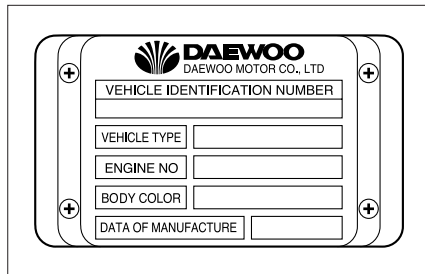 DAEWOO
DAEWOO MOTOR CO., LTD
VEHICLE IDENTIFICATION NUMBER
VEHICLE TYPE
ENGINE NO
BODY COLOR
DATA OF MANUFACTURE